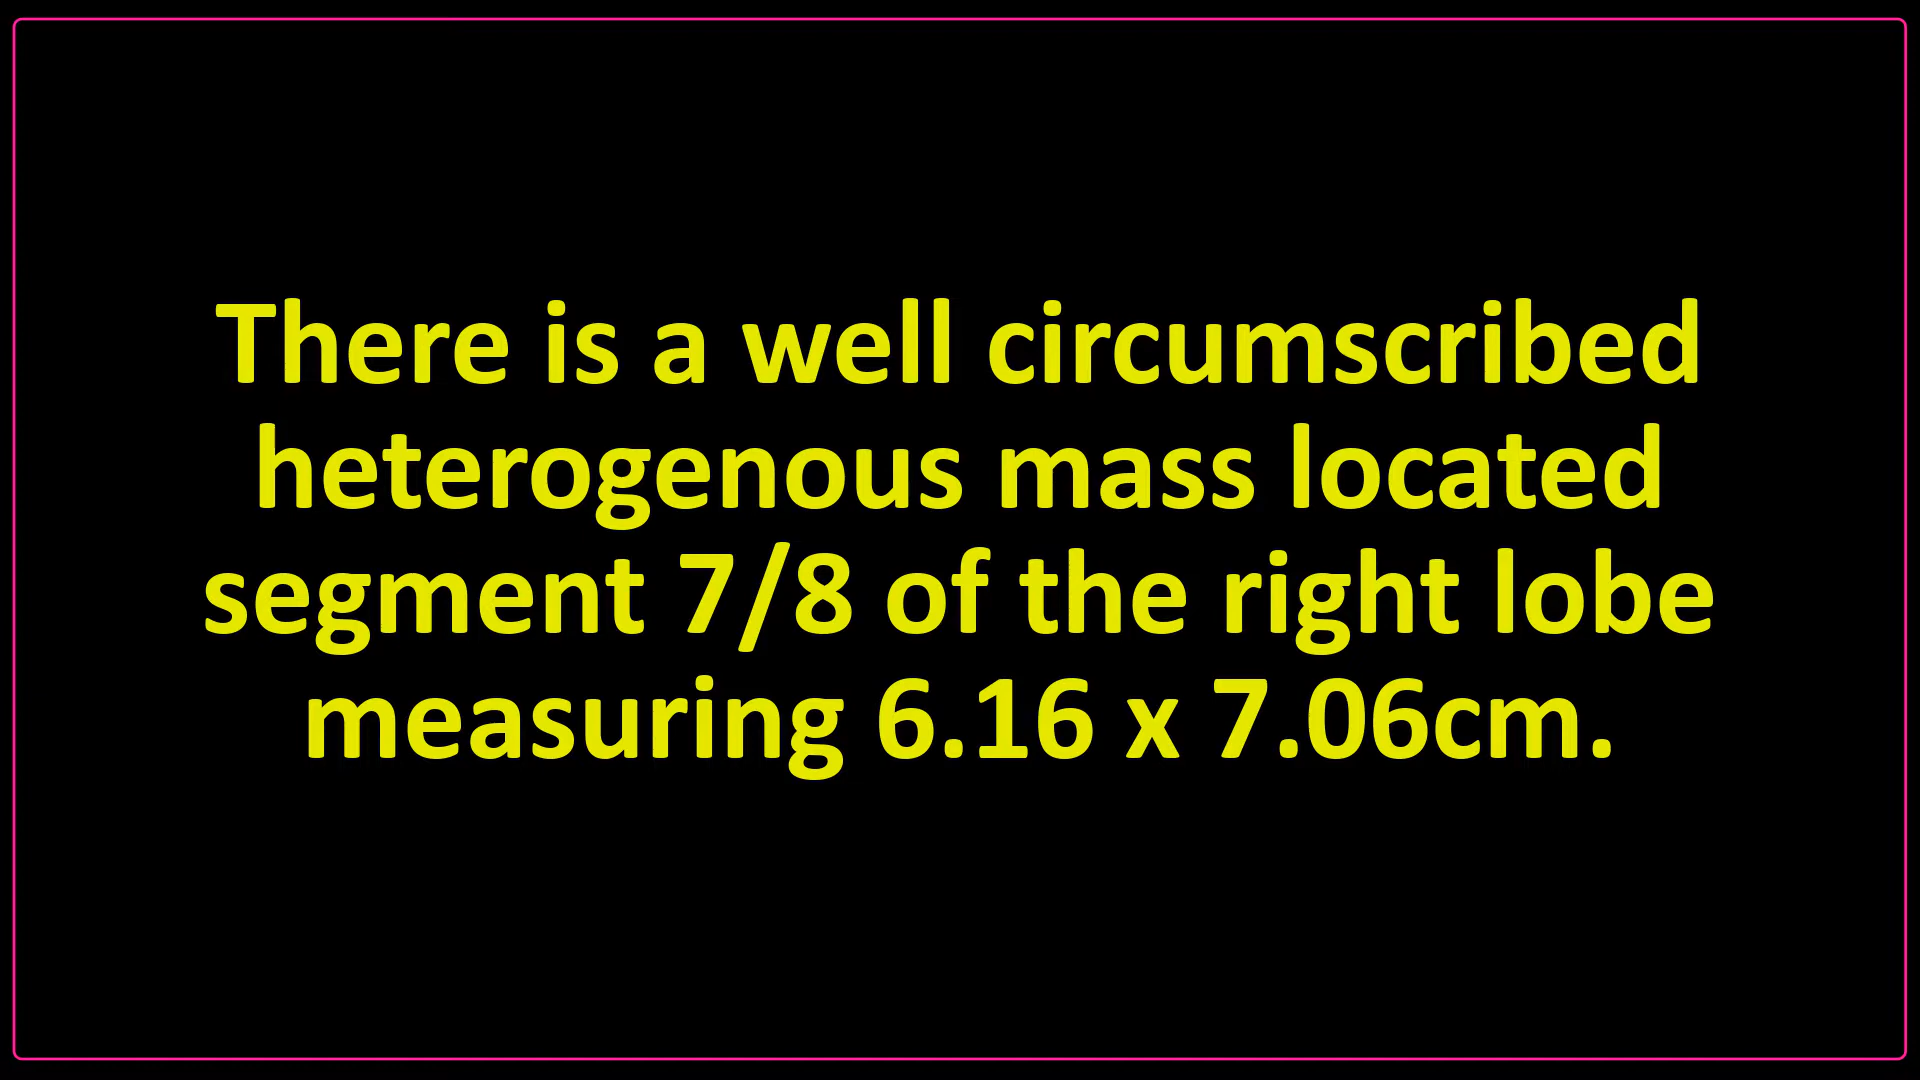 There is a well circumscribed
heterogenous mass located
segment 7/8 of the right lobe
measuring 6.16 x 7.06cm.